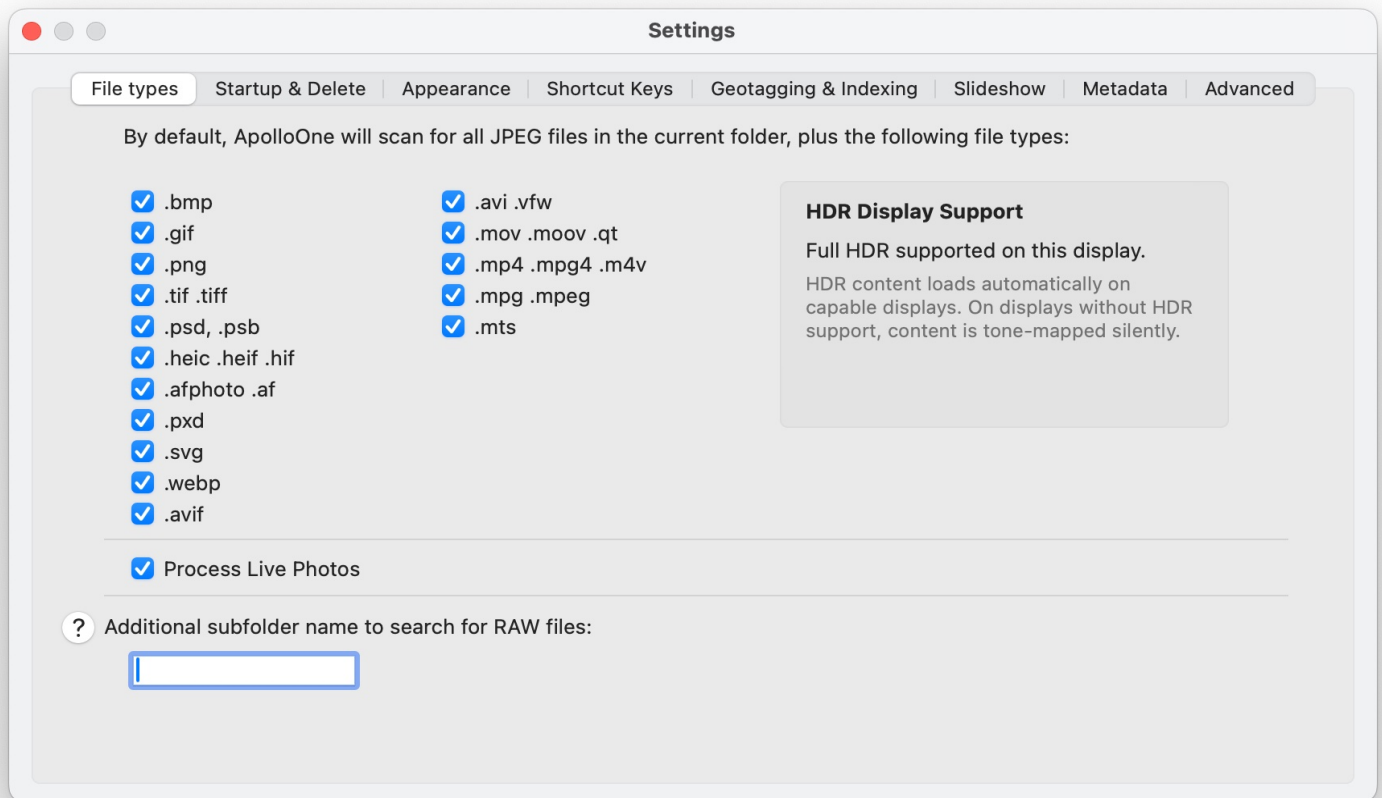 Settings
File types
Startup & Delete
Appearance
Shortcut Keys
Geotagging & Indexing
Slideshow
Metadata
Advanced
By default, ApolloOne will scan for all JPEG files in the current folder, plus the following file types:
.bmp
.gif
.png
.tif .tiff
.psd, .psb
.heic .heif .hif
.afphoto .af
.pxd
.svg
.webp
.avif
.avi .vfw
.mov .moov .qt
.mp4 .mpg4 .m4v
.mpg .mpeg
.mts
HDR Display Support
Full HDR supported on this display.
HDR content loads automatically on
capable displays. On displays without HDR
support, content is tone-mapped silently.
Process Live Photos
?
Additional subfolder name to search for RAW files: